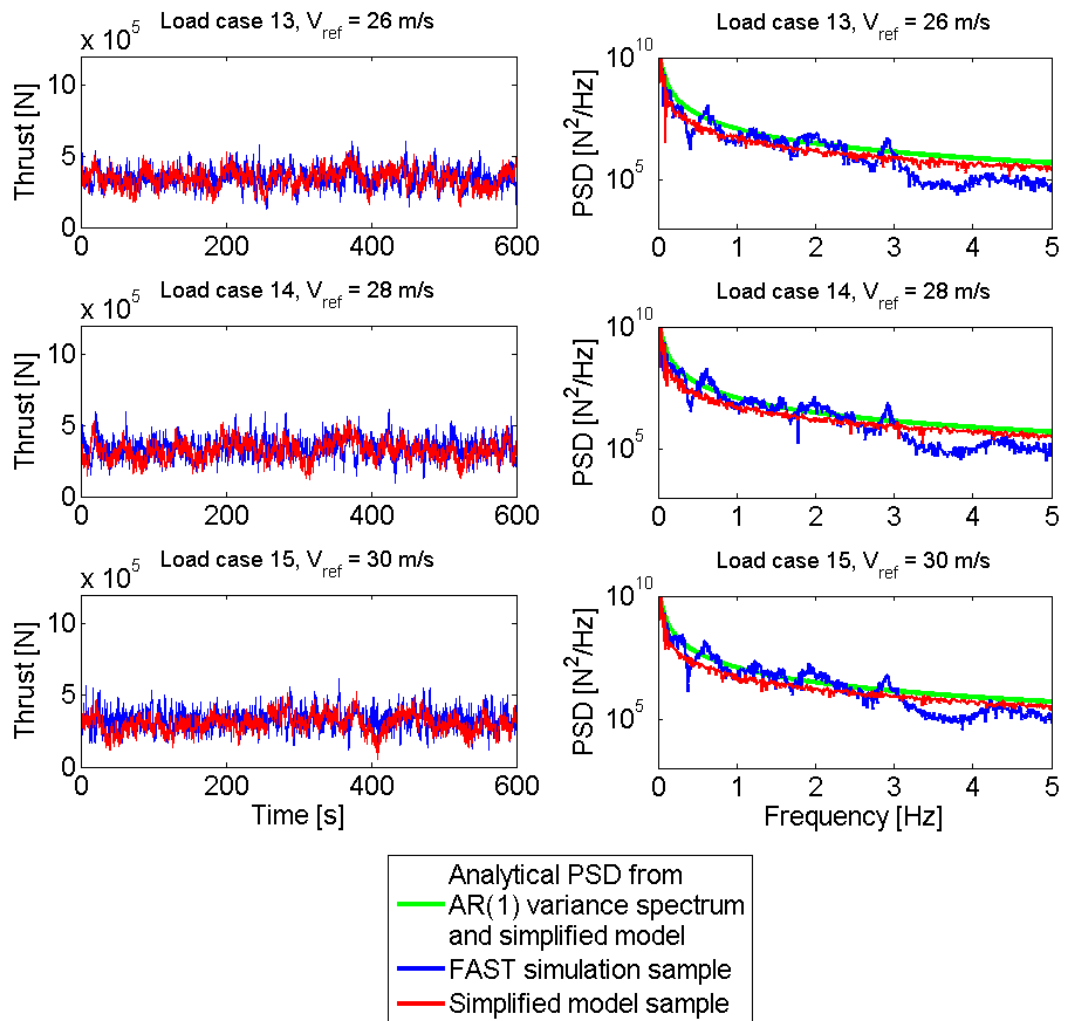 Load case 13, V_ref = 26 m/s
x 10^5
Thrust [N]
10
5
0
0 200 400 600
Load case 13, V_ref = 26 m/s
PSD [N^2/Hz]
10^10
10^5
0 1 2 3 4 5
Load case 14, V_ref = 28 m/s
x 10^5
Thrust [N]
10
5
0
0 200 400 600
Load case 14, V_ref = 28 m/s
PSD [N^2/Hz]
10^10
10^5
0 1 2 3 4 5
Load case 15, V_ref = 30 m/s
x 10^5
Thrust [N]
10
5
0
0 200 400 600
Time [s]
Load case 15, V_ref = 30 m/s
PSD [N^2/Hz]
10^10
10^5
0 1 2 3 4 5
Frequency [Hz]
Analytical PSD from
AR(1) variance spectrum
and simplified model
FAST simulation sample
Simplified model sample